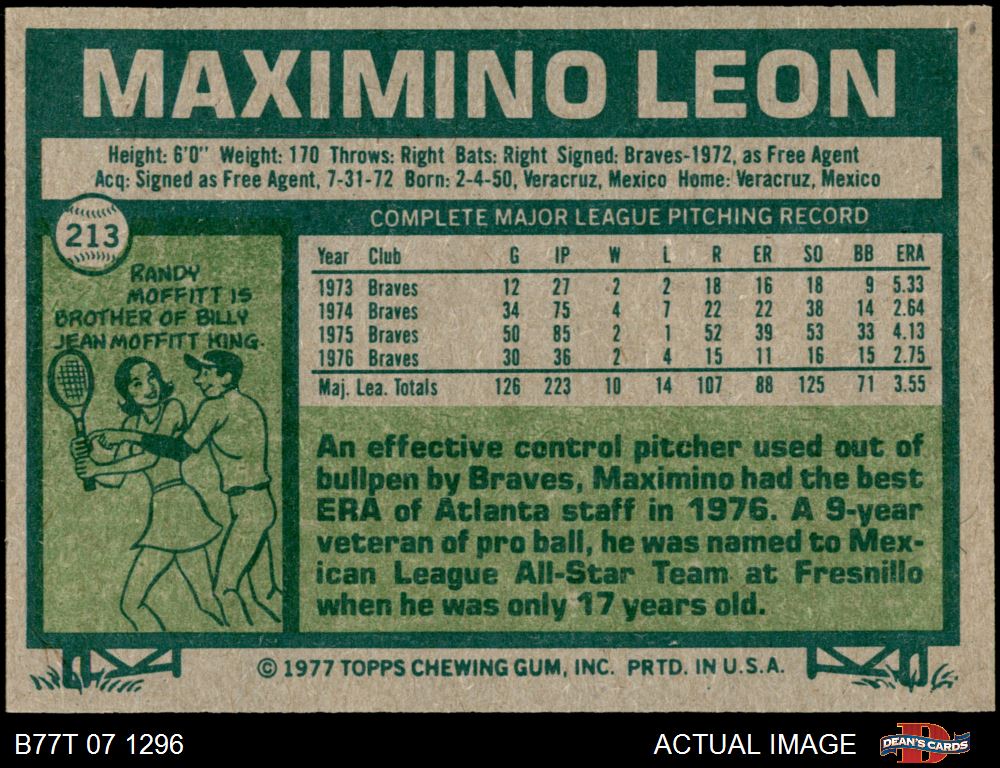 MAXIMINO LEON
Height: 6'0" Weight: 170 Throws: Right Bats: Right Signed: Braves-1972, as Free Agent
Acq: Signed as Free Agent, 7-31-72 Born: 2-4-50, Veracruz, Mexico Home: Veracruz, Mexico
213
RANDY
MOFFITT IS
BROTHER OF BILLY
JEAN MOFFITT KING.
COMPLETE MAJOR LEAGUE PITCHING RECORD
Year Club G IP W L R ER SO BB ERA
1973 Braves 12 27 2 2 18 16 18 9 5.33
1974 Braves 34 75 4 7 22 22 38 14 2.64
1975 Braves 50 85 2 1 52 39 53 33 4.13
1976 Braves 30 36 2 4 15 11 16 15 2.75
Maj. Lea. Totals 126 223 10 14 107 88 125 71 3.55
An effective control pitcher used out of
bullpen by Braves, Maximino had the best
ERA of Atlanta staff in 1976. A 9-year
veteran of pro ball, he was named to Mex-
ican League All-Star Team at Fresnillo
when he was only 17 years old.
© 1977 TOPPS CHEWING GUM, INC. PRTD. IN U.S.A.
B77T 07 1296
ACTUAL IMAGE
DEAN'S CARDS